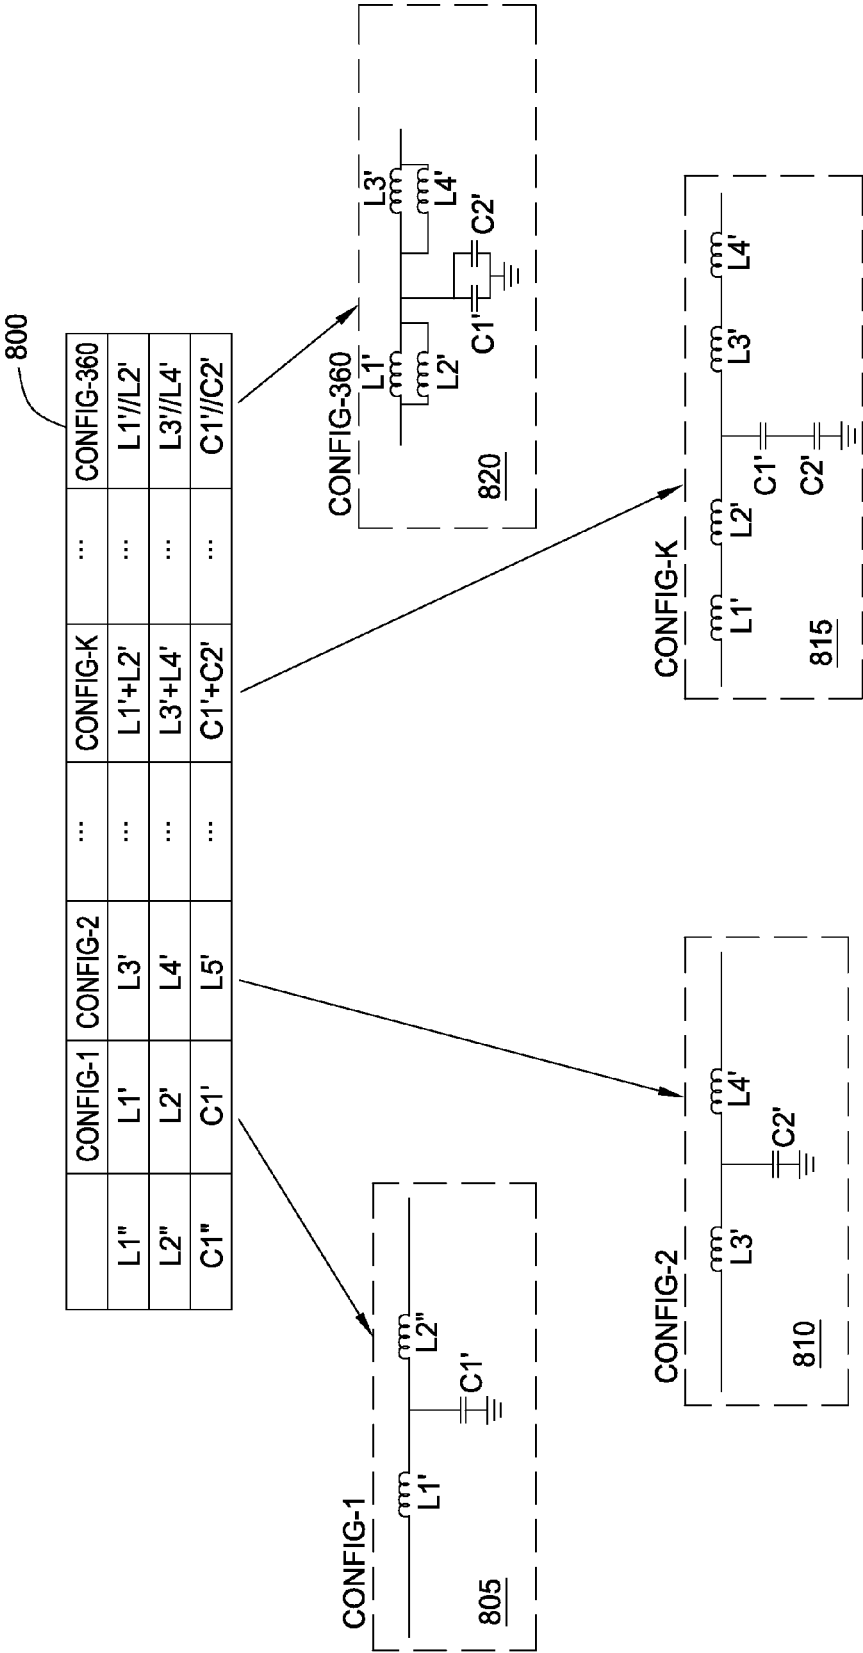 800
CONFIG-1 CONFIG-2 ... CONFIG-K ... CONFIG-360
L1" L1' L3' ... L1'+L2' ... L1'//L2'
L2" L2' L4' ... L3'+L4' ... L3'//L4'
C1" C1' L5' ... C1'+C2' ... C1'//C2'
CONFIG-1
L1' L2"
C1'
805
CONFIG-360
L1' L3'
L2' L4'
C1' C2'
820
CONFIG-2
L3' L4'
C2'
810
CONFIG-K
L1' L2' L3' L4'
C1'
C2'
815